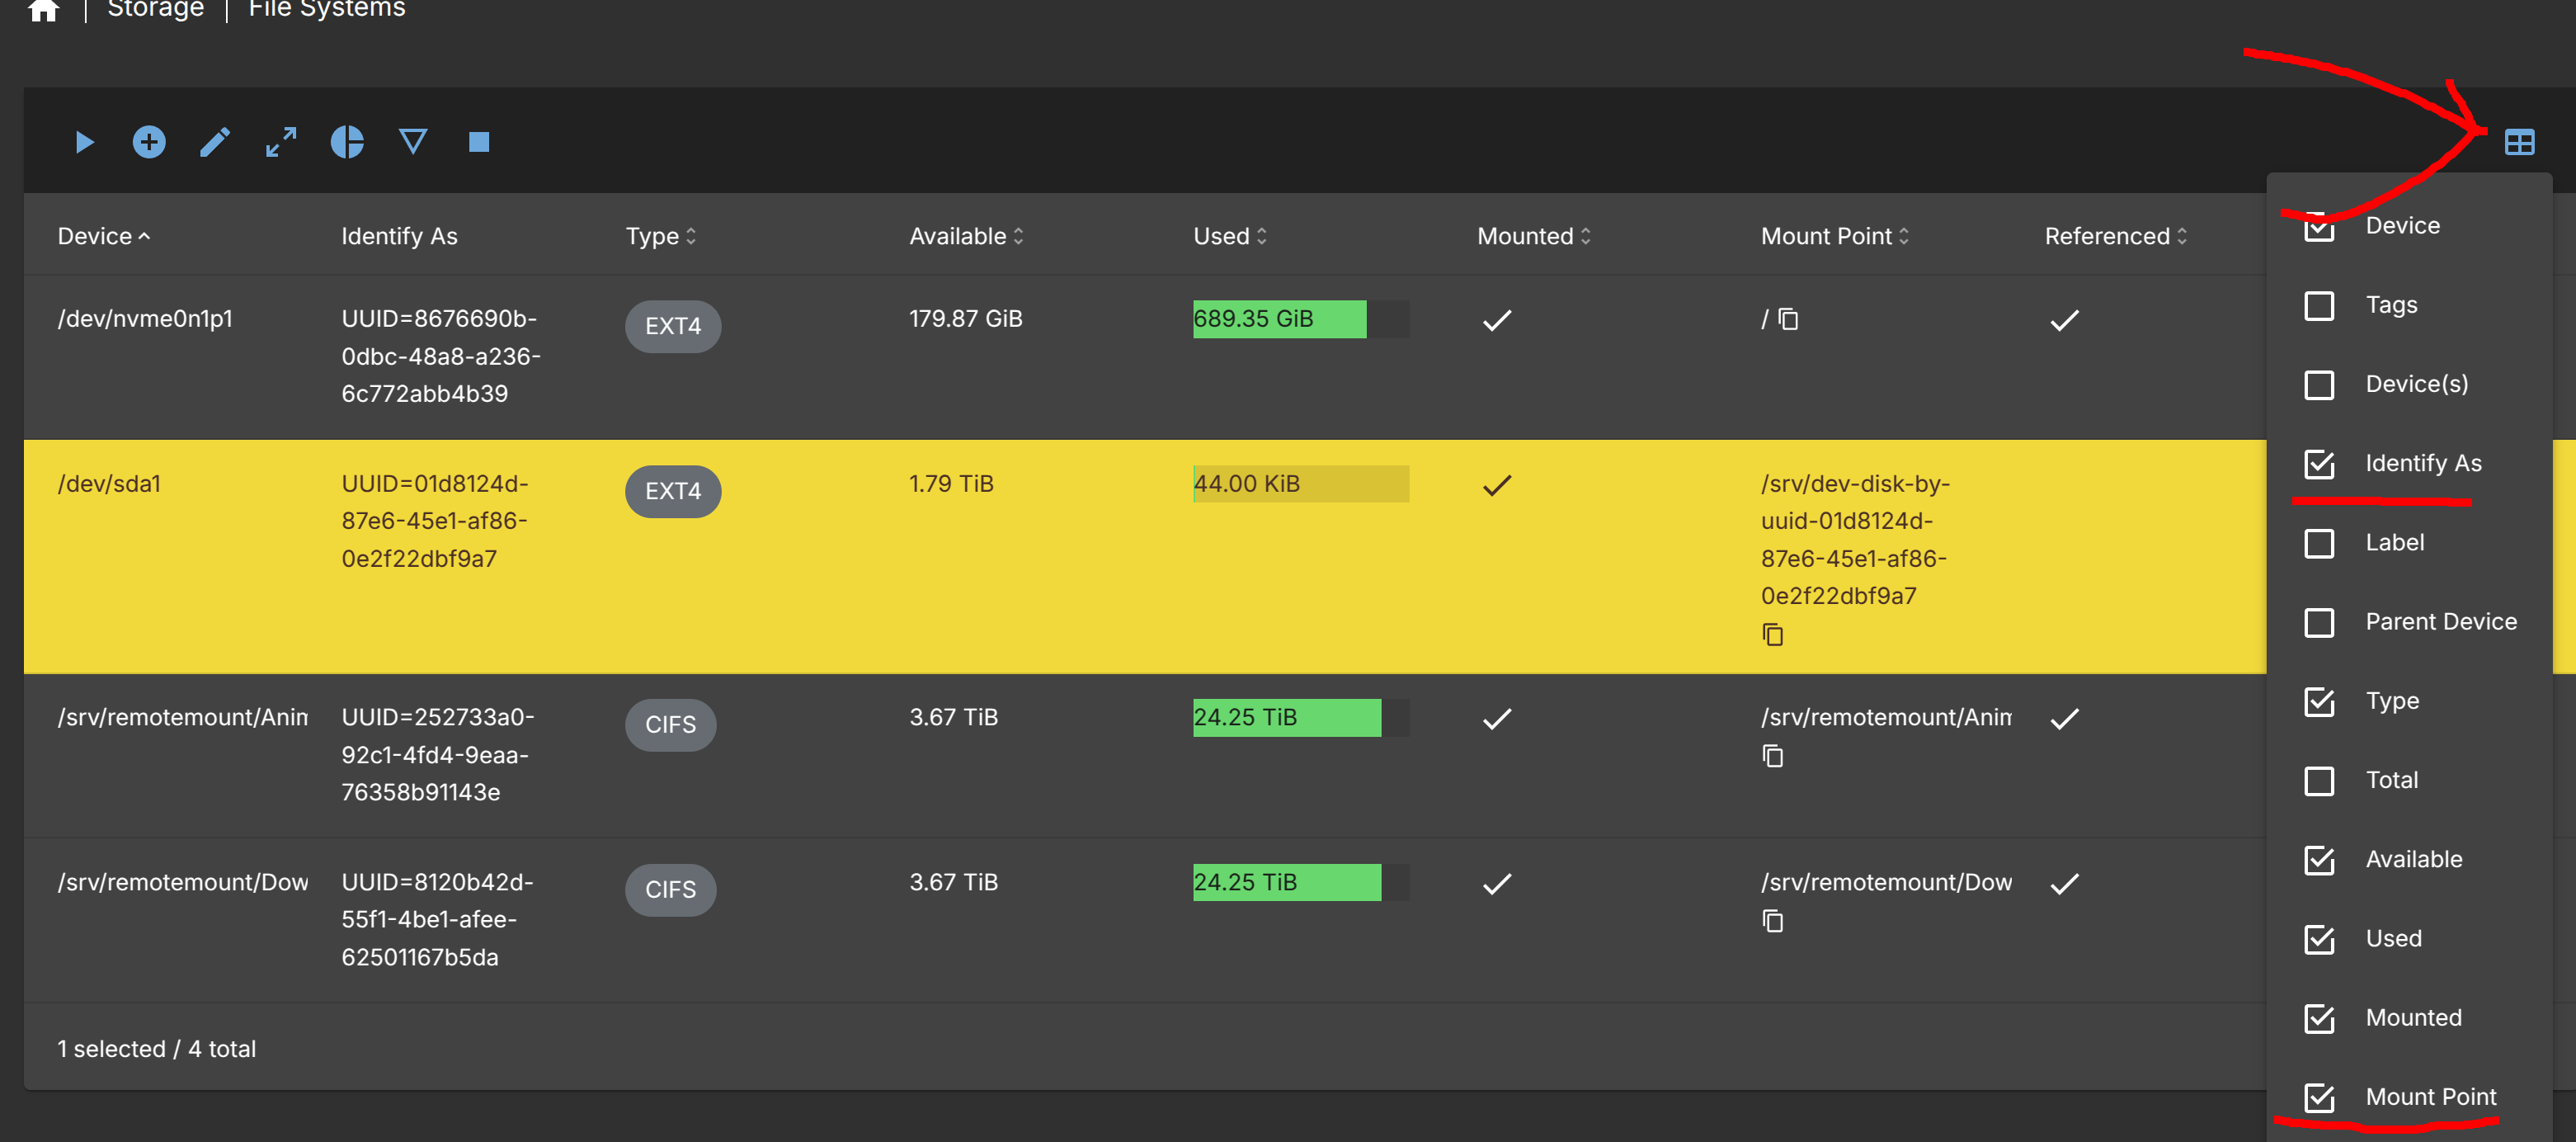 Storage | File Systems
Device Identify As Type Available Used Mounted Mount Point Referenced
/dev/nvme0n1p1 UUID=8676690b- EXT4 179.87 GiB 689.35 GiB /
0dbc-48a8-a236-
6c772abb4b39
/dev/sda1 UUID=01d8124d- EXT4 1.79 TiB 44.00 KiB /srv/dev-disk-by-
87e6-45e1-af86- uuid-01d8124d-
0e2f22dbf9a7 87e6-45e1-af86-
0e2f22dbf9a7
/srv/remotemount/Anim UUID=252733a0- CIFS 3.67 TiB 24.25 TiB /srv/remotemount/Anim
92c1-4fd4-9eaa-
76358b91143e
/srv/remotemount/Dow UUID=8120b42d- CIFS 3.67 TiB 24.25 TiB /srv/remotemount/Dow
55f1-4be1-afee-
62501167b5da
1 selected / 4 total
Device
Tags
Device(s)
Identify As
Label
Parent Device
Type
Total
Available
Used
Mounted
Mount Point